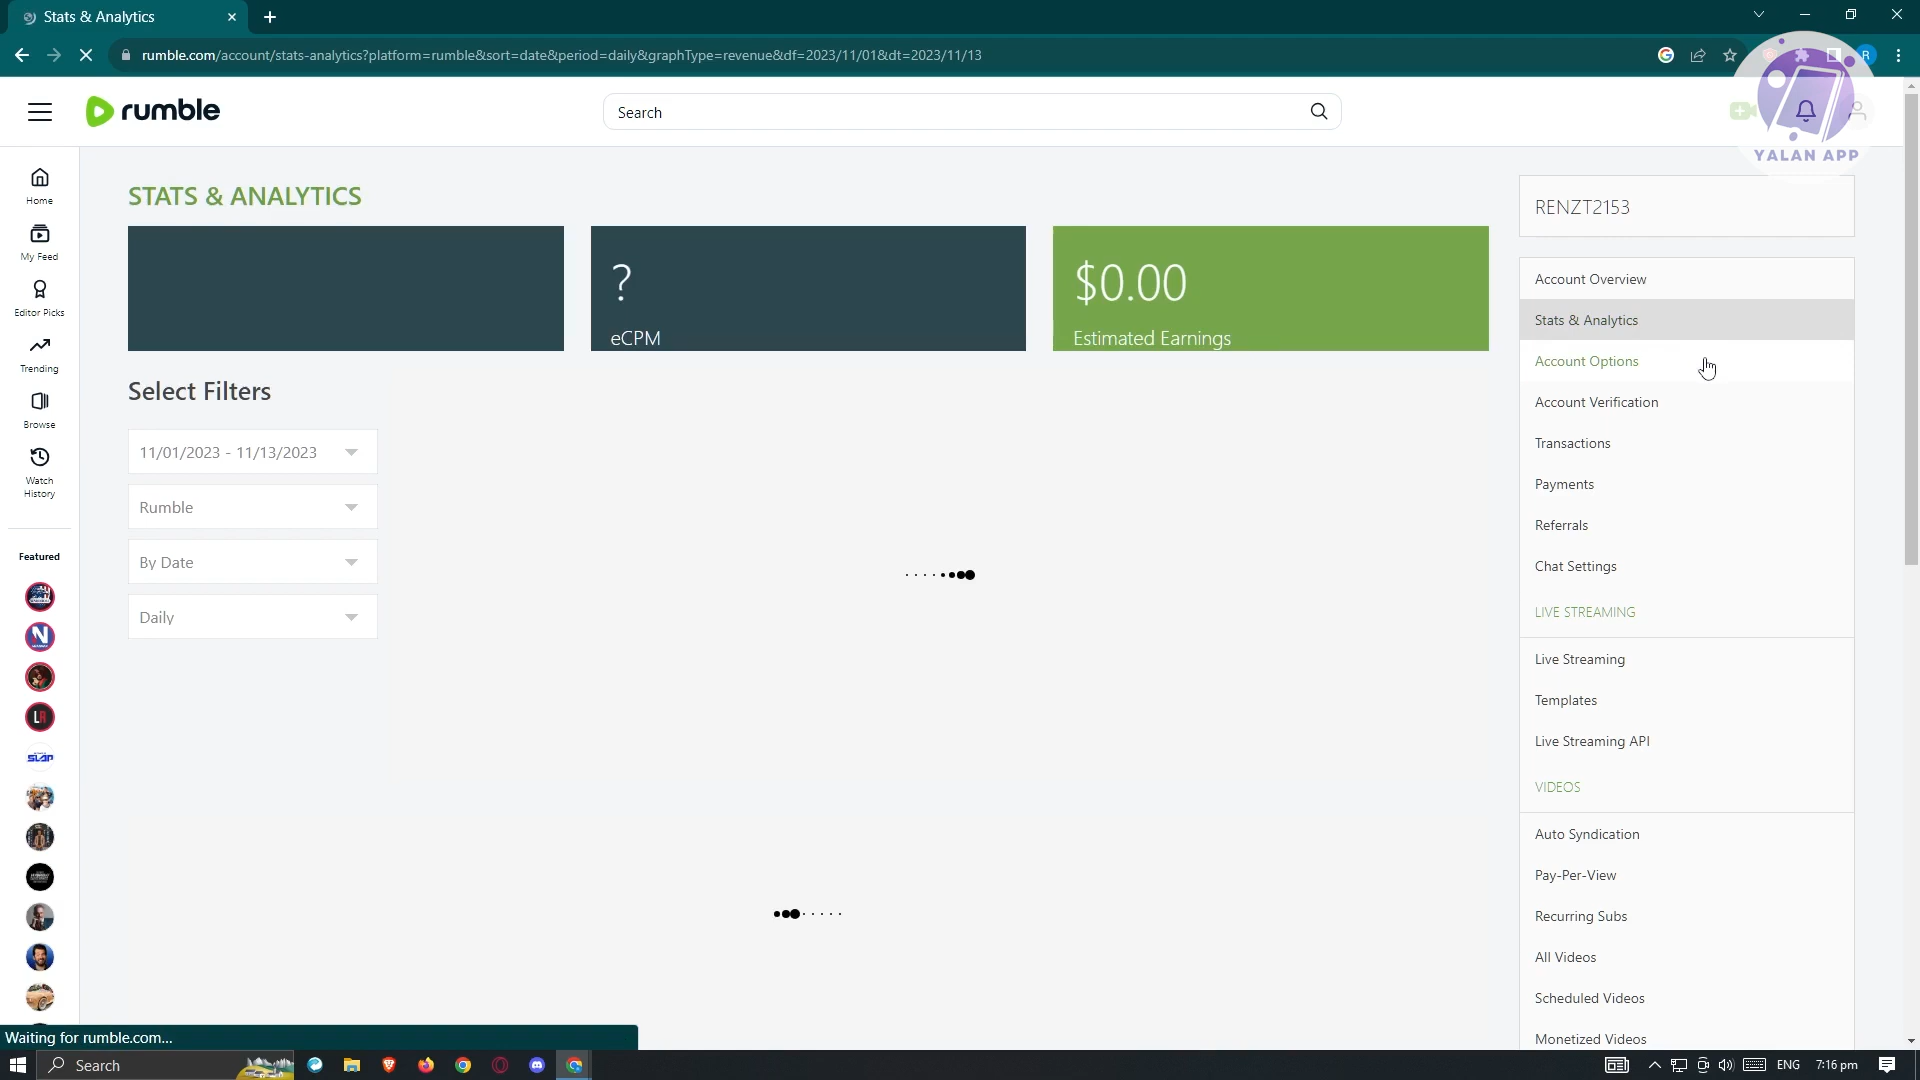 Stats & Analytics
rumble.com/account/stats-analytics?platform=rumble&sort=date&period=daily&graphType=revenue&df=2023/11/01&dt=2023/11/13
R
rumble
Search
YALAN APP
Home
My Feed
Editor Picks
Trending
Browse
Watch
History
Featured
STATS & ANALYTICS
?
eCPM
$0.00
Estimated Earnings
Select Filters
11/01/2023 - 11/13/2023
Rumble
By Date
Daily
RENZT2153
Account Overview
Stats & Analytics
Account Options
Account Verification
Transactions
Payments
Referrals
Chat Settings
LIVE STREAMING
Live Streaming
Templates
Live Streaming API
VIDEOS
Auto Syndication
Pay-Per-View
Recurring Subs
All Videos
Scheduled Videos
Monetized Videos
N
LR
SLAP
Waiting for rumble.com...
Search
ENG
7:16 pm